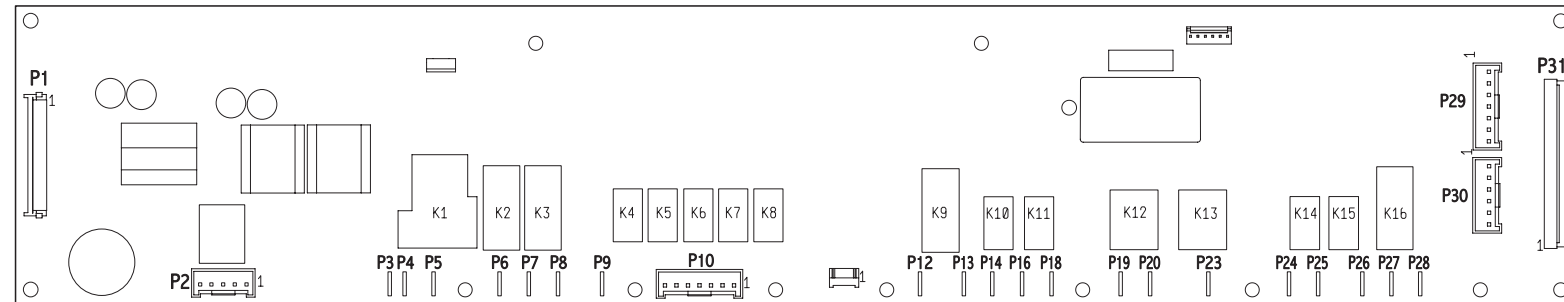 P1
1
P2
1
P3 P4 P5 P6 P7 P8 P9 P10 1
K1 K2 K3 K4 K5 K6 K7 K8
1
K9 K10 K11 K12 K13 K14 K15 K16
P12 P13 P14 P16 P18 P19 P20 P23 P24 P25 P26 P27 P28
1
P29
1
P30
P31
1